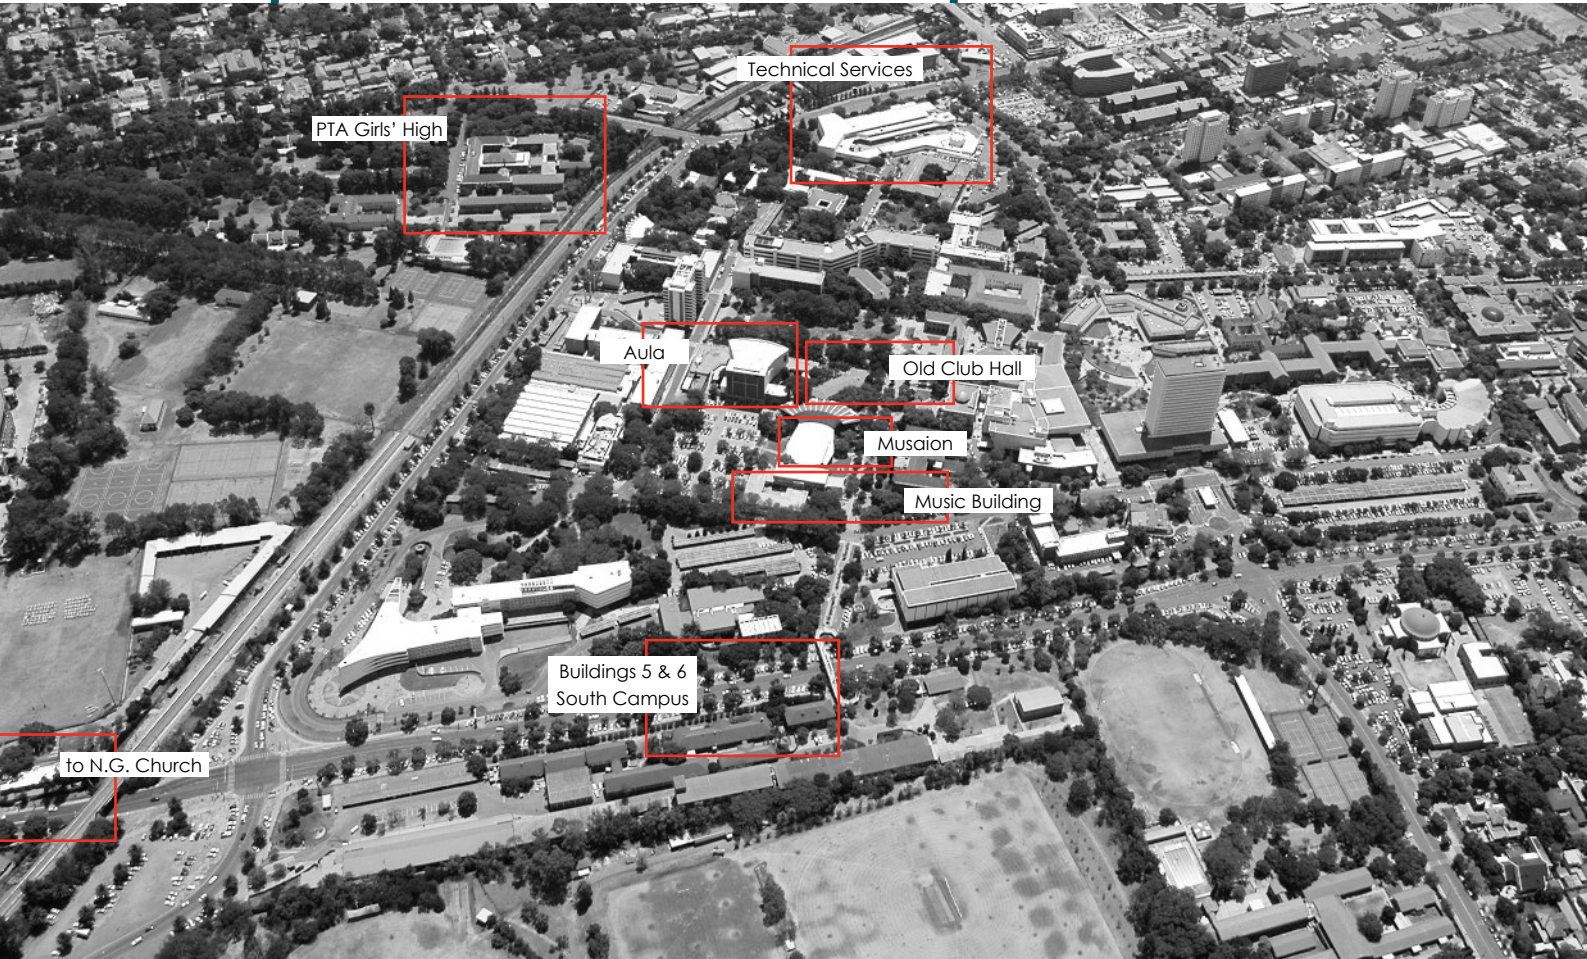 Technical Services
PTA Girls' High
Aula
Old Club Hall
Musaion
Music Building
Buildings 5 & 6
South Campus
to N.G. Church